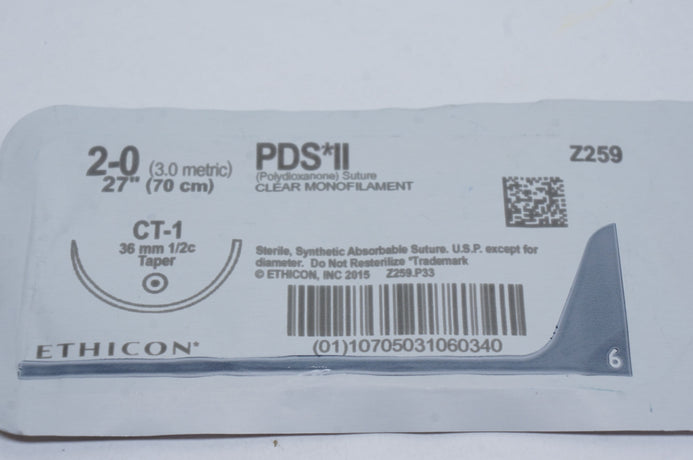 2-0 (3.0 metric)
27" (70 cm)
PDS*II
(Polydioxanone) Suture
CLEAR MONOFILAMENT
Z259
CT-1
36 mm 1/2c
Taper
Sterile, Synthetic Absorbable Suture. U.S.P. except for
diameter. Do Not Resterilize *Trademark
© ETHICON, INC 2015 Z259.P33
(01)10705031060340
ETHICON*
6